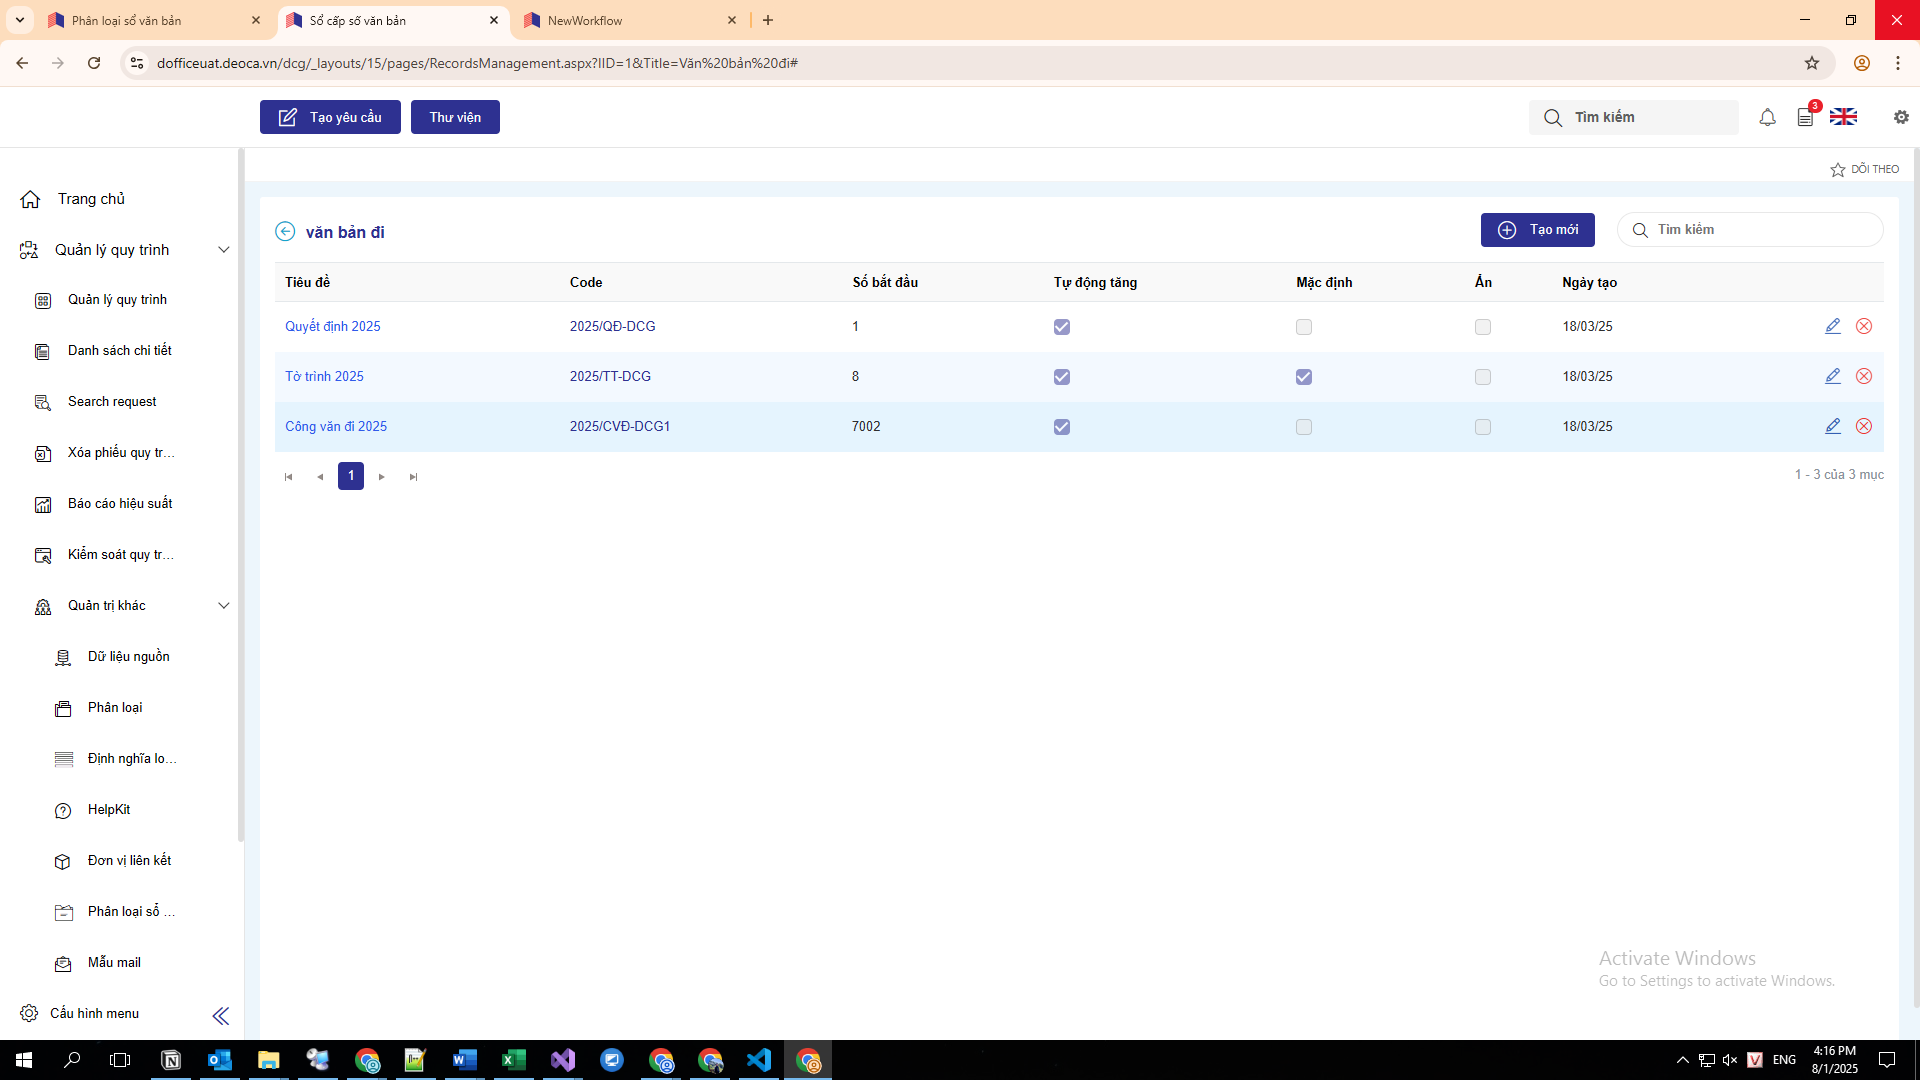 Phân loại sổ văn bản
Sổ cấp số văn bản
NewWorkflow
dofficeuat.deoca.vn/dcg/_layouts/15/pages/RecordsManagement.aspx?IID=1&Title=Văn%20bản%20đi#
Tạo yêu cầu
Thư viện
Tìm kiếm
3
DÕI THEO
Trang chủ
Quản lý quy trình
Quản lý quy trình
Danh sách chi tiết
Search request
Xóa phiếu quy tr...
Báo cáo hiệu suất
Kiểm soát quy tr...
Quản trị khác
Dữ liệu nguồn
Phân loại
Định nghĩa lo...
HelpKit
Đơn vị liên kết
Phân loại sổ ...
Mẫu mail
Cấu hình menu
văn bản đi
Tạo mới
Tìm kiếm
Tiêu đề Code Số bắt đầu Tự động tăng Mặc định Ẩn Ngày tạo
Quyết định 2025 2025/QĐ-DCG 1 18/03/25
Tờ trình 2025 2025/TT-DCG 8 18/03/25
Công văn đi 2025 2025/CVĐ-DCG1 7002 18/03/25
1
1 - 3 của 3 mục
Activate Windows
Go to Settings to activate Windows.
ENG
4:16 PM
8/1/2025